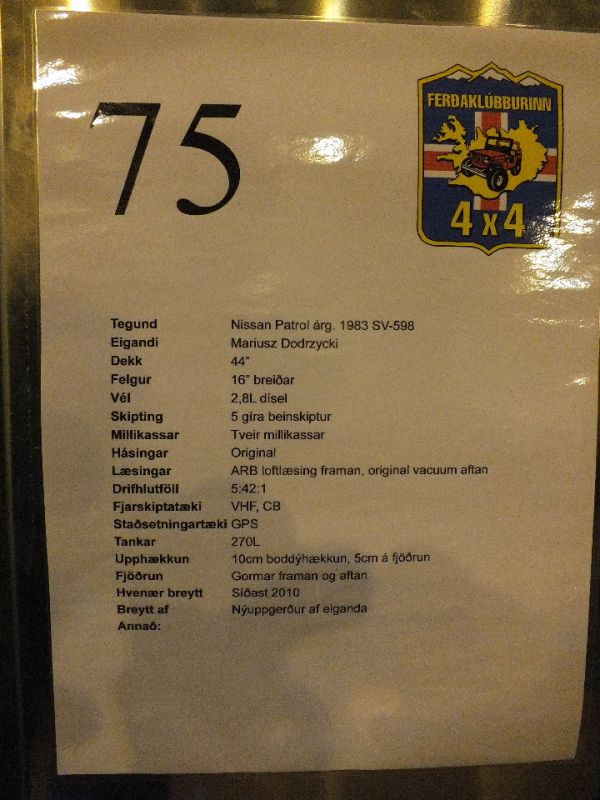 75
FERÐAKLÚBBURINN
4 x 4
Tegund Nissan Patrol árg. 1983 SV-598
Eigandi Mariusz Dodrzycki
Dekk 44"
Felgur 16" breiðar
Vél 2,8L dísel
Skipting 5 gíra beinskiptur
Millikassar Tveir millikassar
Hásingar Original
Læsingar ARB loftlæsing framan, original vacuum aftan
Drifhlutföll 5:42:1
Fjarskiptatæki VHF, CB
Staðsetningartæki GPS
Tankar 270L
Upphækkun 10cm boddýhækkun, 5cm á fjöðrun
Fjöðrun Gormar framan og aftan
Hvenær breytt Síðast 2010
Breytt af Nýuppgerður af eiganda
Annað: